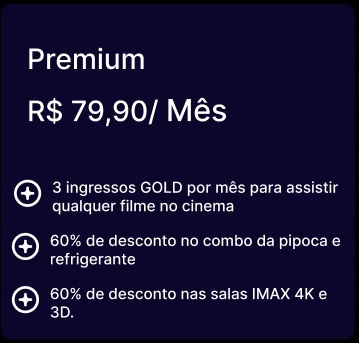 Premium
R$ 79,90/ Mês
3 ingressos GOLD por mês para assistir
qualquer filme no cinema
60% de desconto no combo da pipoca e
refrigerante
60% de desconto nas salas IMAX 4K e
3D.